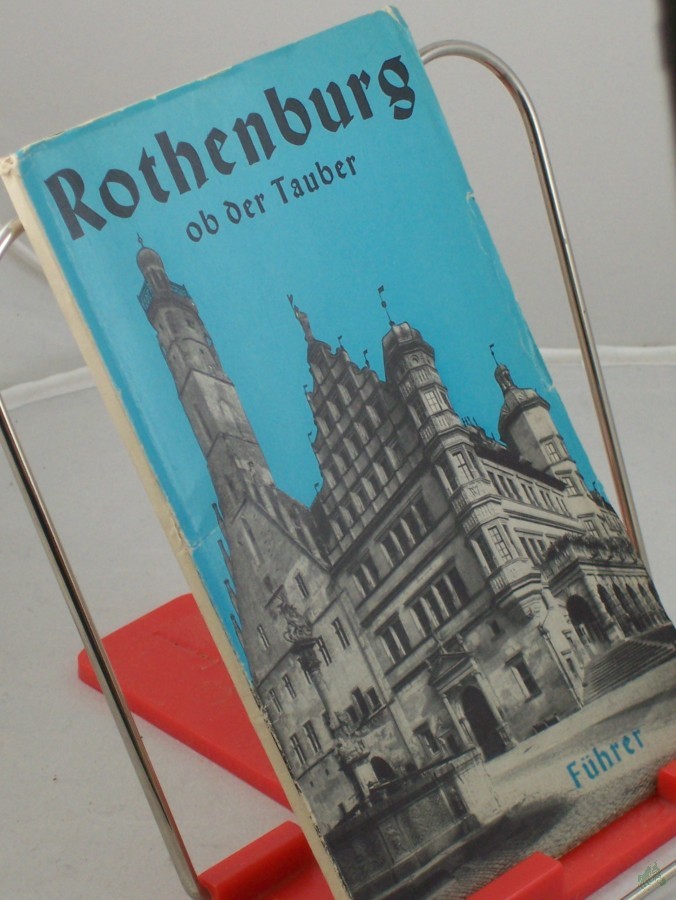 Rothenburg
ob der Tauber
Führer